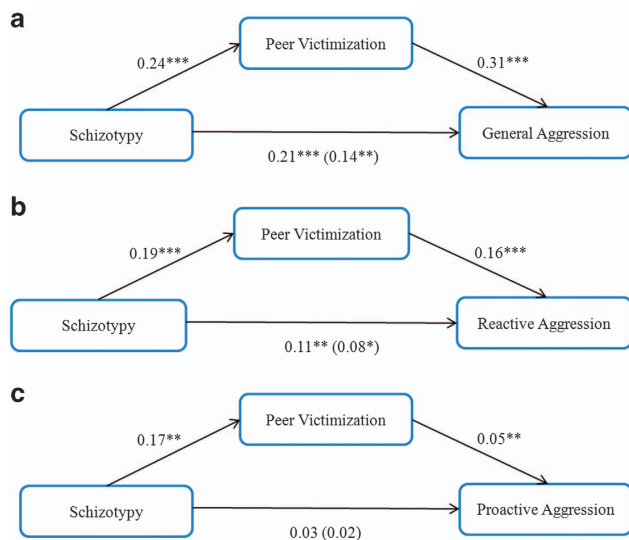 a
Peer Victimization
0.24***
0.31***
Schizotypy
General Aggression
0.21*** (0.14**)
b
Peer Victimization
0.19***
0.16***
Schizotypy
Reactive Aggression
0.11** (0.08*)
c
Peer Victimization
0.17**
0.05**
Schizotypy
Proactive Aggression
0.03 (0.02)